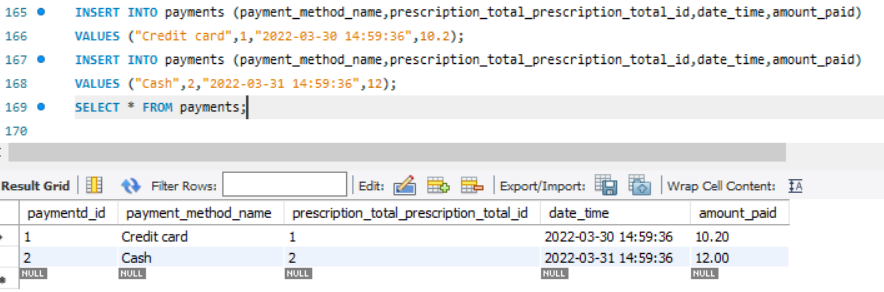 165 INSERT INTO payments (payment_method_name,prescription_total_prescription_total_id,date_time,amount_paid)
166 VALUES ("Credit card",1,"2022-03-30 14:59:36",10.2);
167 INSERT INTO payments (payment_method_name,prescription_total_prescription_total_id,date_time,amount_paid)
168 VALUES ("Cash",2,"2022-03-31 14:59:36",12);
169 SELECT * FROM payments;
170
Result Grid Filter Rows: Edit: Export/Import: Wrap Cell Content: IA
paymentd_id payment_method_name prescription_total_prescription_total_id date_time amount_paid
1 Credit card 1 2022-03-30 14:59:36 10.20
2 Cash 2 2022-03-31 14:59:36 12.00
NULL NULL NULL NULL NULL